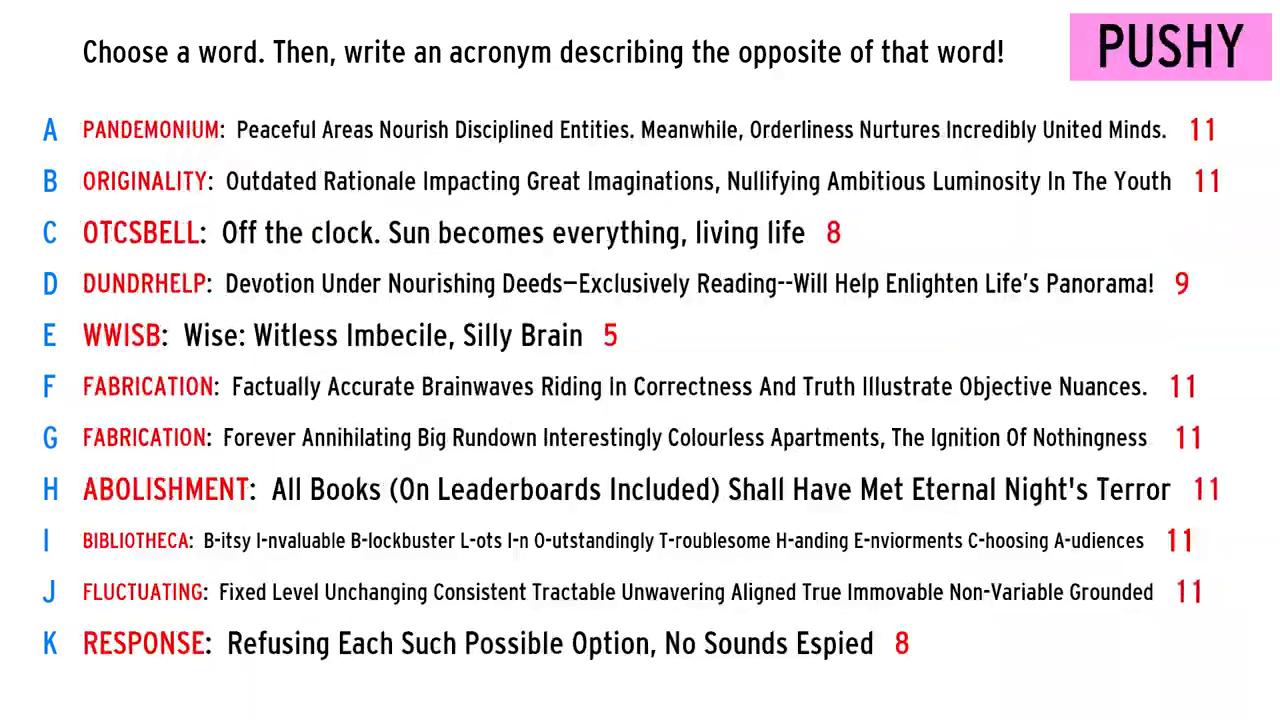 Choose a word. Then, write an acronym describing the opposite of that word!
PUSHY
A PANDEMONIUM: Peaceful Areas Nourish Disciplined Entities. Meanwhile, Orderliness Nurtures Incredibly United Minds. 11
B ORIGINALITY: Outdated Rationale Impacting Great Imaginations, Nullifying Ambitious Luminosity In The Youth 11
C OTCSBELL: Off the clock. Sun becomes everything, living life 8
D DUNDRHELP: Devotion Under Nourishing Deeds—Exclusively Reading--Will Help Enlighten Life's Panorama! 9
E WWISB: Wise: Witless Imbecile, Silly Brain 5
F FABRICATION: Factually Accurate Brainwaves Riding In Correctness And Truth Illustrate Objective Nuances. 11
G FABRICATION: Forever Annihilating Big Rundown Interestingly Colourless Apartments, The Ignition Of Nothingness 11
H ABOLISHMENT: All Books (On Leaderboards Included) Shall Have Met Eternal Night's Terror 11
I BIBLIOTHECA: B-itsy I-nvaluable B-lockbuster L-ots I-n O-utstandingly T-roublesome H-anding E-nviorments C-hoosing A-udiences 11
J FLUCTUATING: Fixed Level Unchanging Consistent Tractable Unwavering Aligned True Immovable Non-Variable Grounded 11
K RESPONSE: Refusing Each Such Possible Option, No Sounds Espied 8